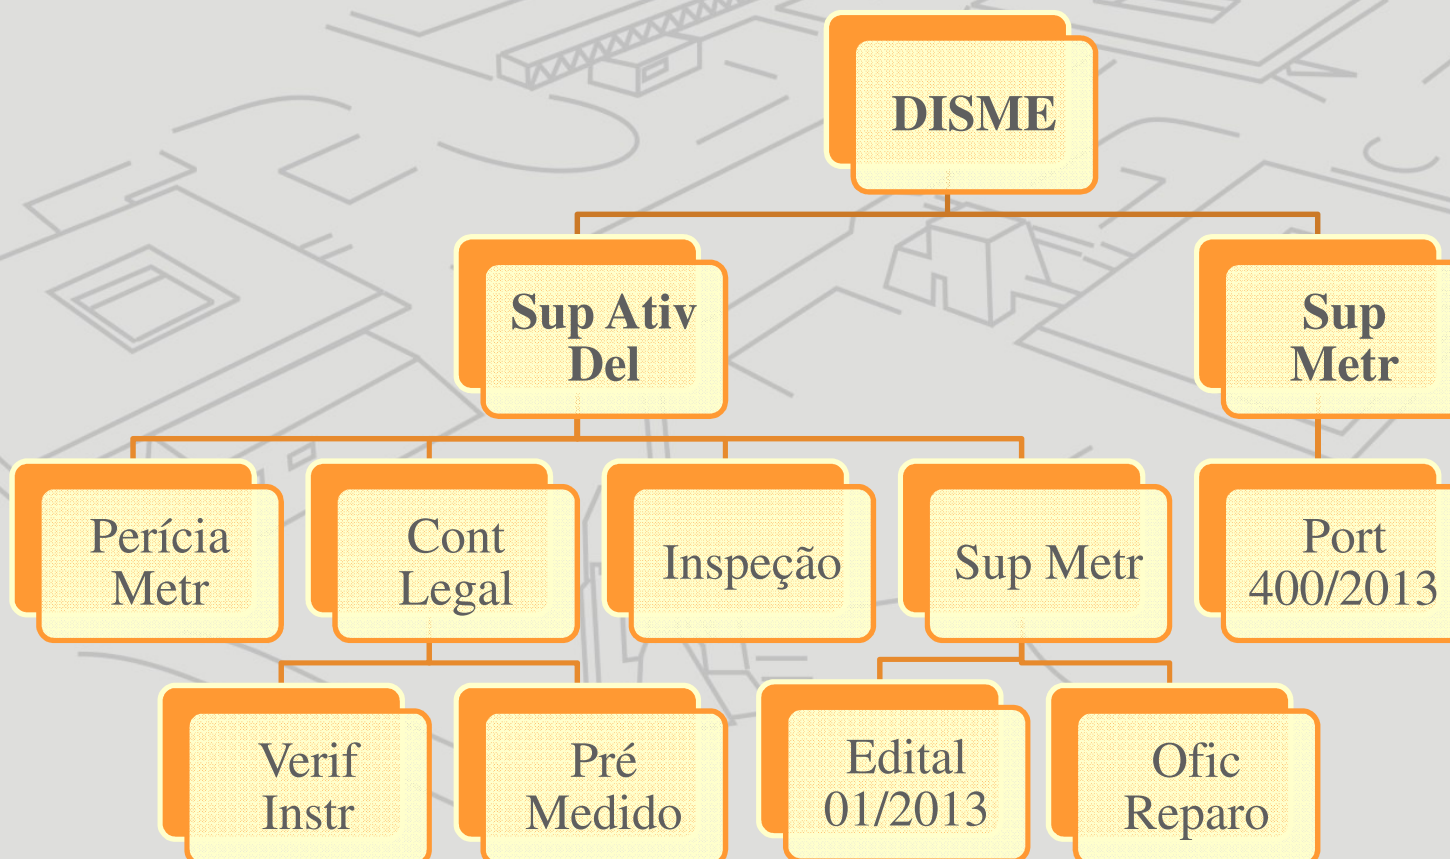 DISME
Sup Ativ
Del
Sup
Metr
Perícia
Metr
Cont
Legal
Inspeção
Sup Metr
Port
400/2013
Verif
Instr
Pré
Medido
Edital
01/2013
Ofic
Reparo